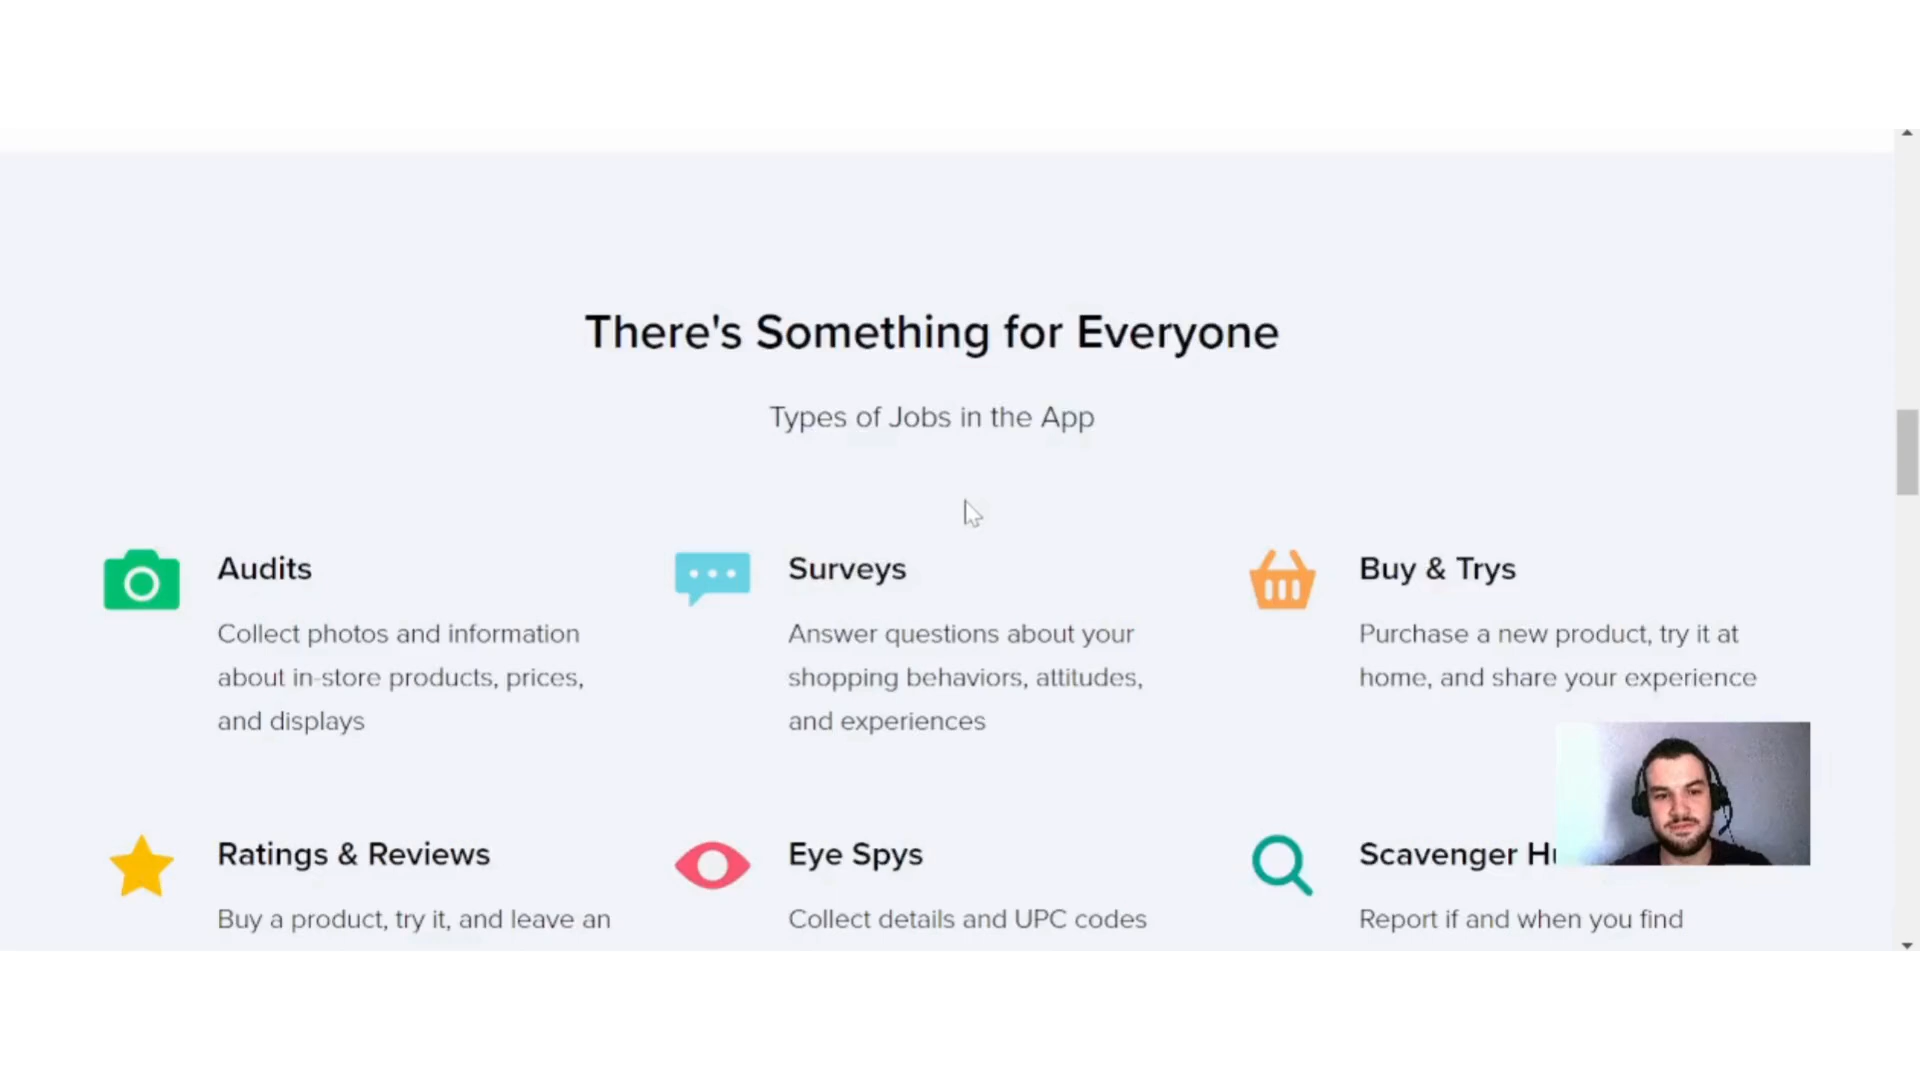 There's Something for Everyone
Types of Jobs in the App
Audits
Collect photos and information
about in-store products, prices,
and displays
Surveys
Answer questions about your
shopping behaviors, attitudes,
and experiences
Buy & Trys
Purchase a new product, try it at
home, and share your experience
Ratings & Reviews
Buy a product, try it, and leave an
Eye Spys
Collect details and UPC codes
Scavenger
Report if and when you find